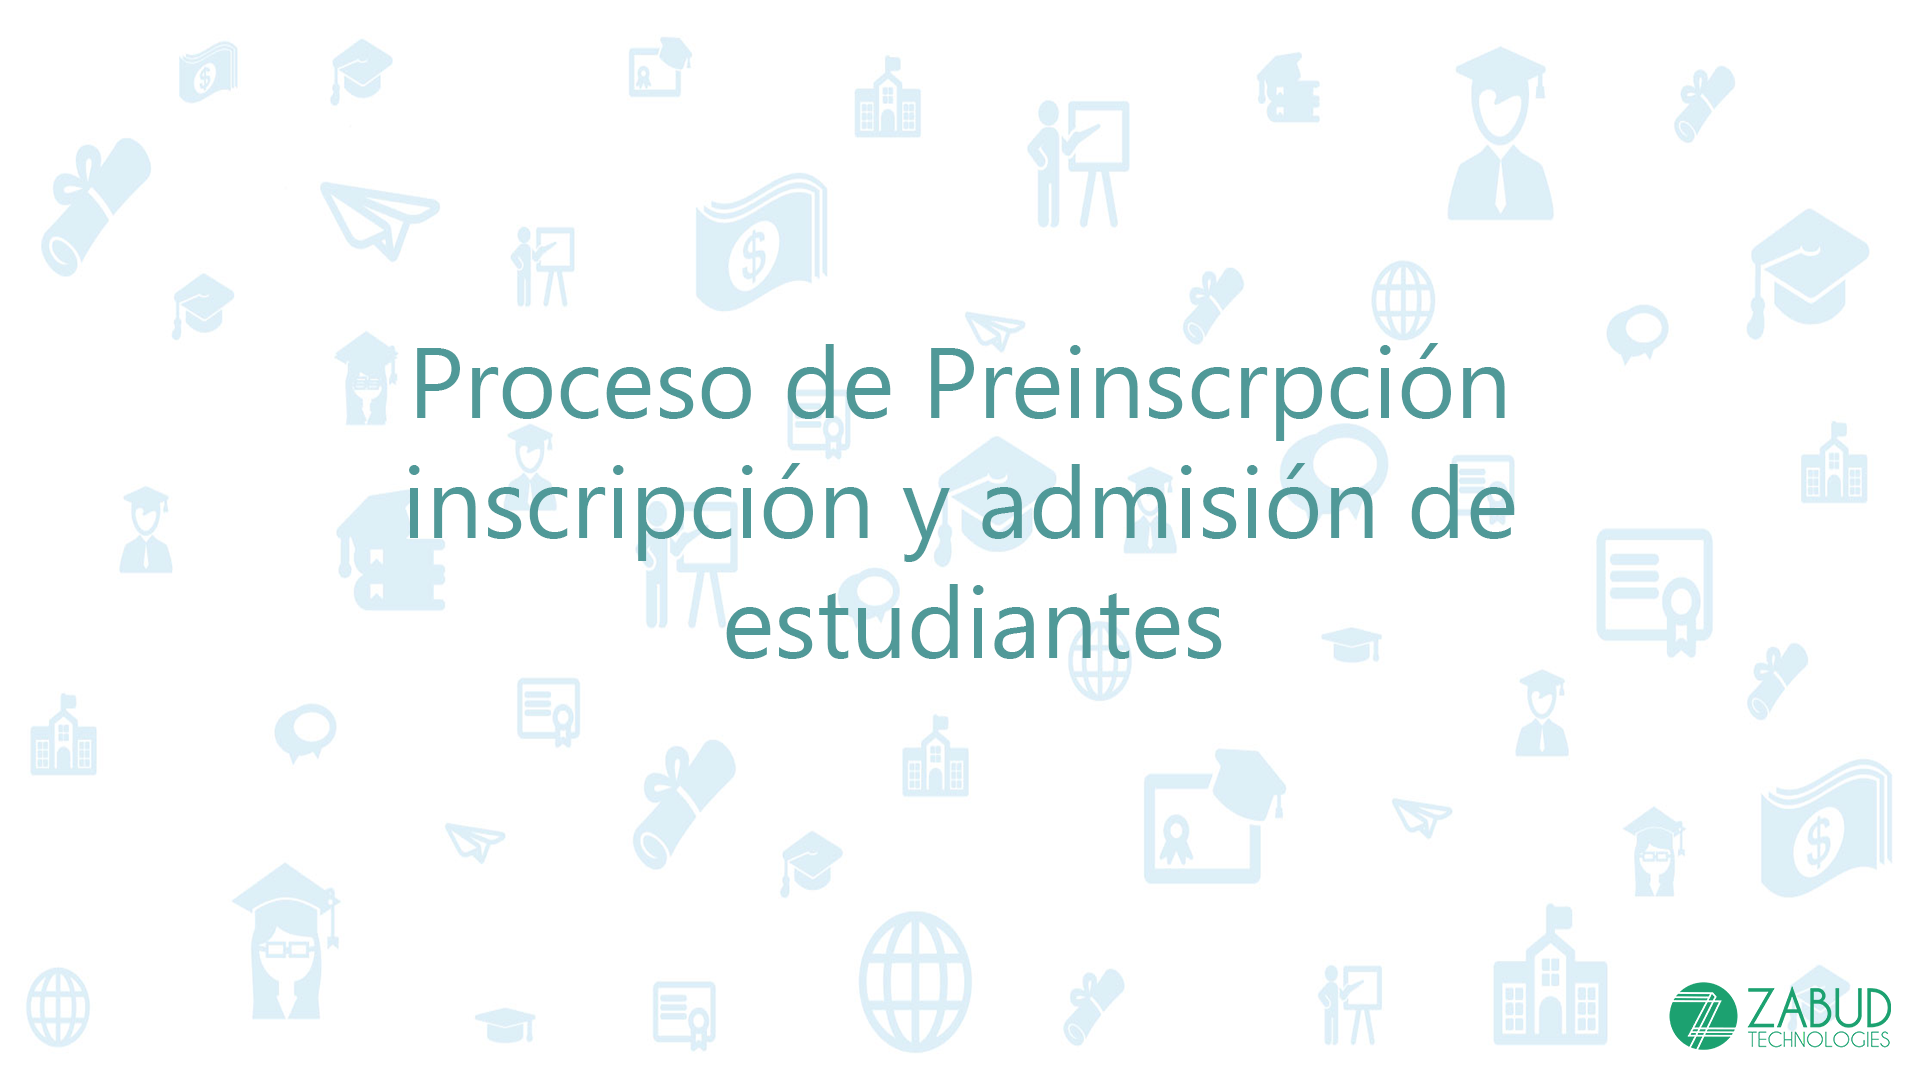 Proceso de Preinscrpción
inscripción y admisión de
estudiantes
ZABUD
TECHNOLOGIES